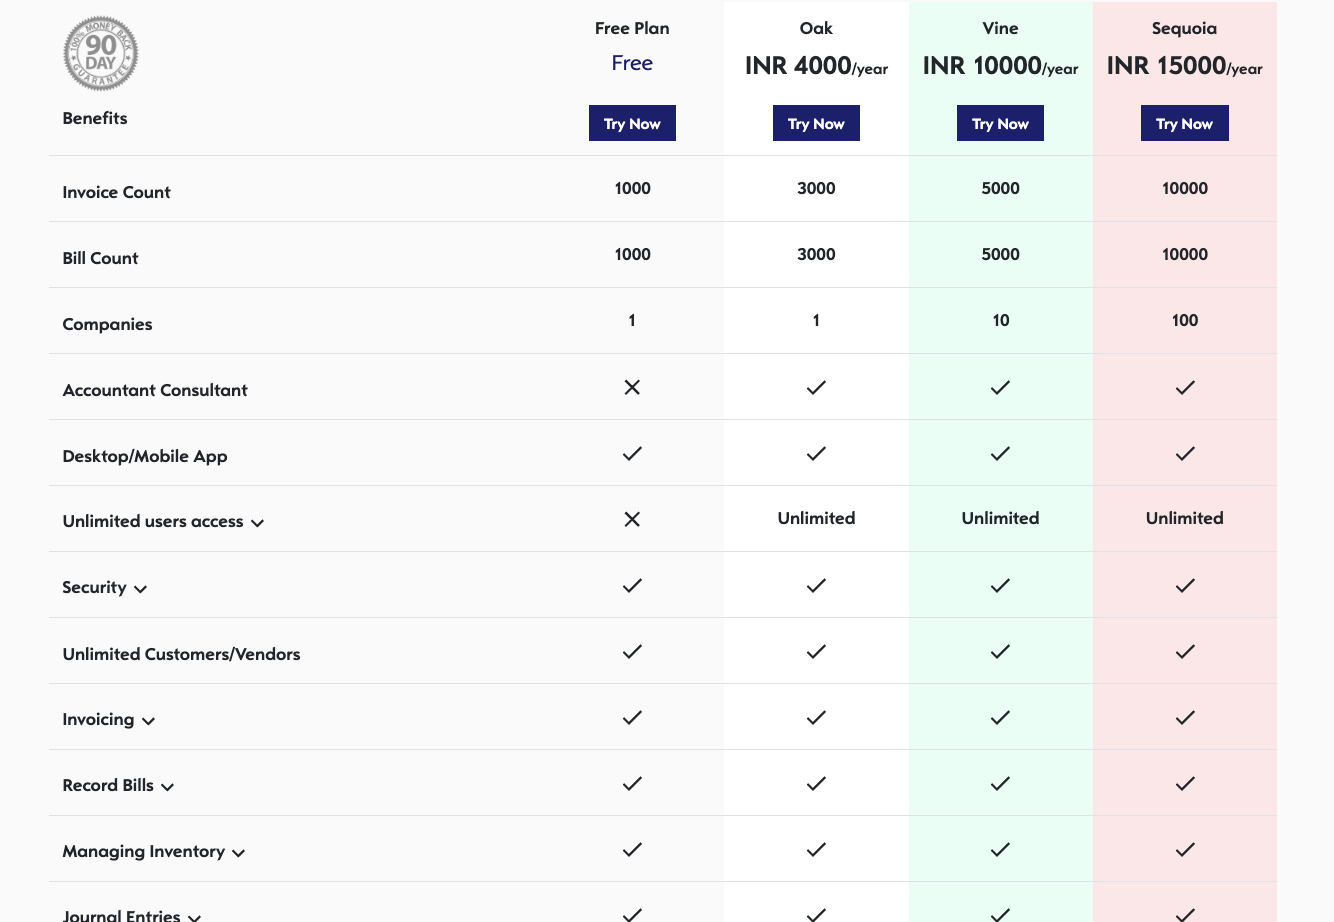 100% MONEY BACK
90
DAY
GUARANTEE
Free Plan Oak Vine Sequoia
Free INR 4000/year INR 10000/year INR 15000/year
Benefits Try Now Try Now Try Now Try Now
Invoice Count 1000 3000 5000 10000
Bill Count 1000 3000 5000 10000
Companies 1 1 10 100
Accountant Consultant
Desktop/Mobile App
Unlimited users access Unlimited Unlimited Unlimited
Security
Unlimited Customers/Vendors
Invoicing
Record Bills
Managing Inventory
Journal Entries